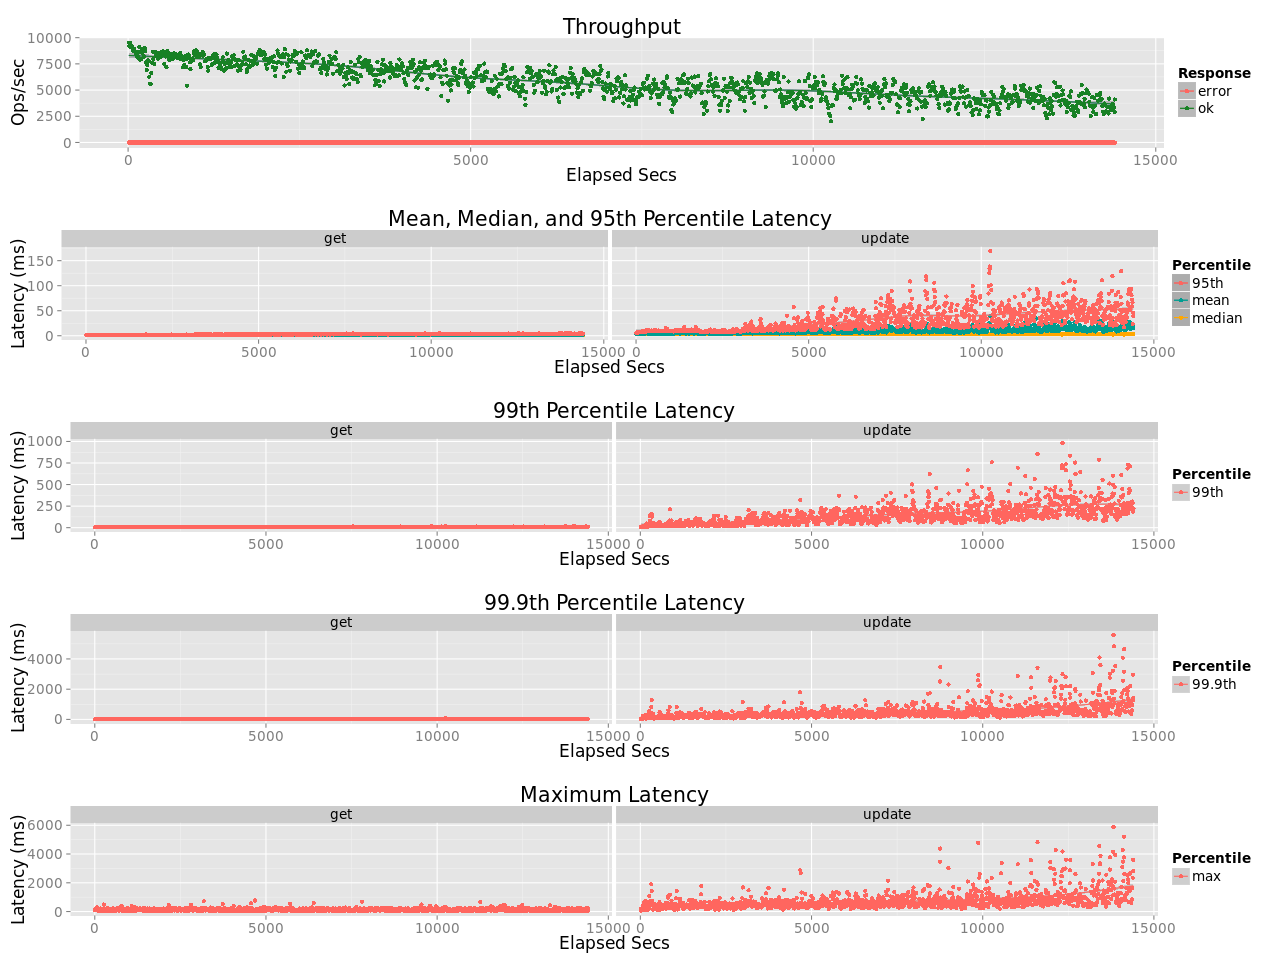 Throughput
Ops/sec
10000
7500
5000
2500
0
0 5000 10000 15000
Elapsed Secs
Response
error
ok
Mean, Median, and 95th Percentile Latency
get update
Latency (ms)
150
100
50
0
0 5000 10000 15000 0 5000 10000 15000
Elapsed Secs
Percentile
95th
mean
median
99th Percentile Latency
get update
Latency (ms)
1000
750
500
250
0
0 5000 10000 15000 0 5000 10000 15000
Elapsed Secs
Percentile
99th
99.9th Percentile Latency
get update
Latency (ms)
4000
2000
0
0 5000 10000 15000 0 5000 10000 15000
Elapsed Secs
Percentile
99.9th
Maximum Latency
get update
Latency (ms)
6000
4000
2000
0
0 5000 10000 15000 0 5000 10000 15000
Elapsed Secs
Percentile
max